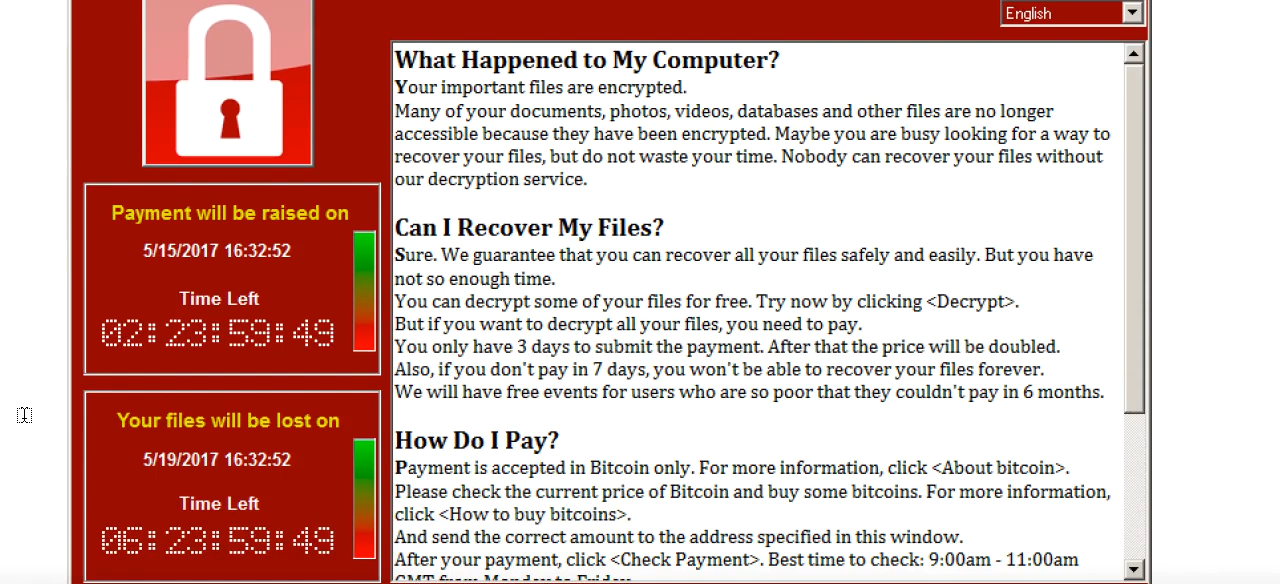 English
What Happened to My Computer?
Your important files are encrypted.
Many of your documents, photos, videos, databases and other files are no longer
accessible because they have been encrypted. Maybe you are busy looking for a way to
recover your files, but do not waste your time. Nobody can recover your files without
our decryption service.
Can I Recover My Files?
Sure. We guarantee that you can recover all your files safely and easily. But you have
not so enough time.
You can decrypt some of your files for free. Try now by clicking <Decrypt>.
But if you want to decrypt all your files, you need to pay.
You only have 3 days to submit the payment. After that the price will be doubled.
Also, if you don't pay in 7 days, you won't be able to recover your files forever.
We will have free events for users who are so poor that they couldn't pay in 6 months.
How Do I Pay?
Payment is accepted in Bitcoin only. For more information, click <About bitcoin>.
Please check the current price of Bitcoin and buy some bitcoins. For more information,
click <How to buy bitcoins>.
And send the correct amount to the address specified in this window.
After your payment, click <Check Payment>. Best time to check: 9:00am - 11:00am
GMT from Monday to Friday
Payment will be raised on
5/15/2017 16:32:52
Time Left
02:23:59:49
Your files will be lost on
5/19/2017 16:32:52
Time Left
06:23:59:49